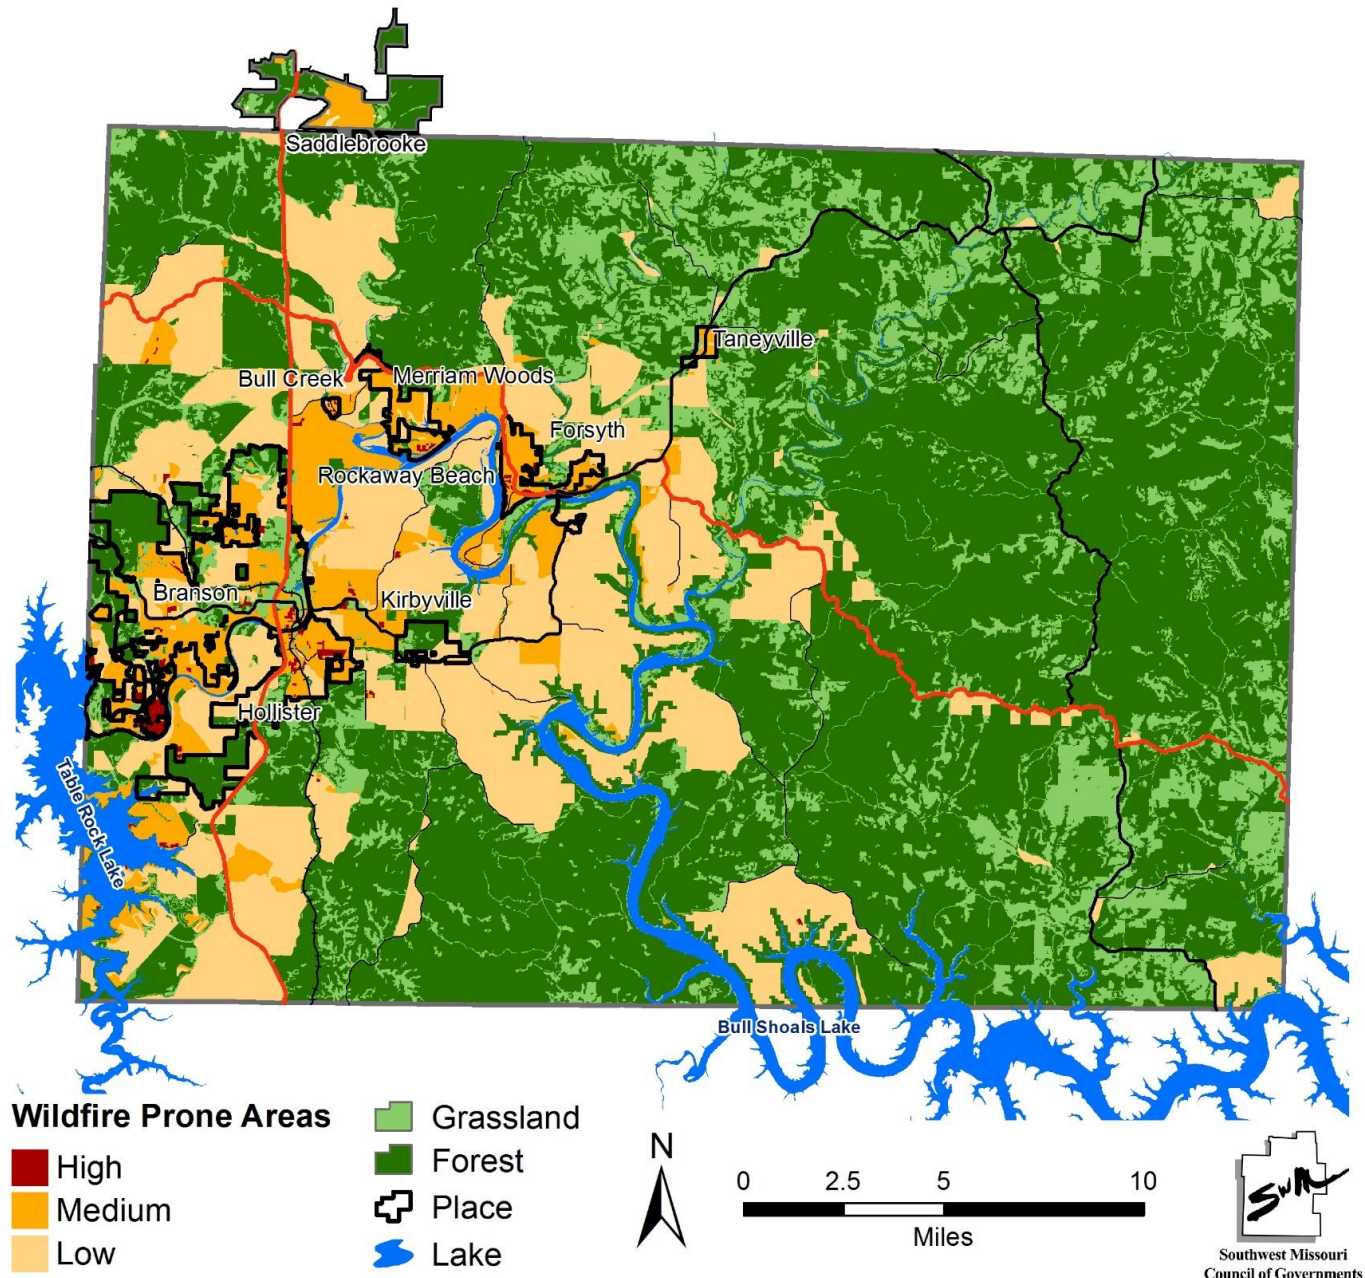 Saddlebrooke
Taneyville
Bull Creek
Merriam Woods
Forsyth
Rockaway Beach
Branson
Kirbyville
Hollister
Table Rock Lake
Bull Shoals Lake
Wildfire Prone Areas
High
Medium
Low
Grassland
Forest
Place
Lake
N
0 2.5 5 10
Miles
SWM
Southwest Missouri
Council of Governments